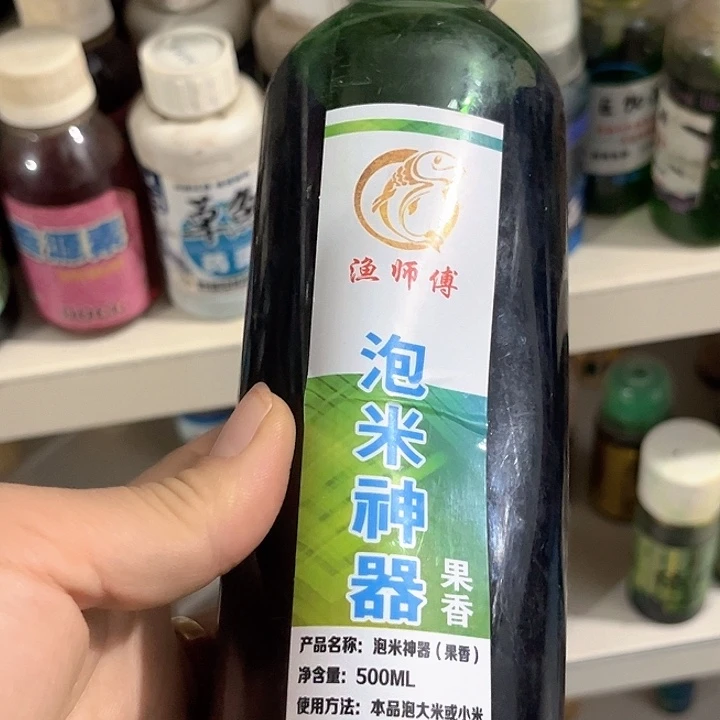 渔师傅
泡米神器
果香
产品名称：泡米神器（果香）
净含量：500ML
使用方法：本品泡大米或小米